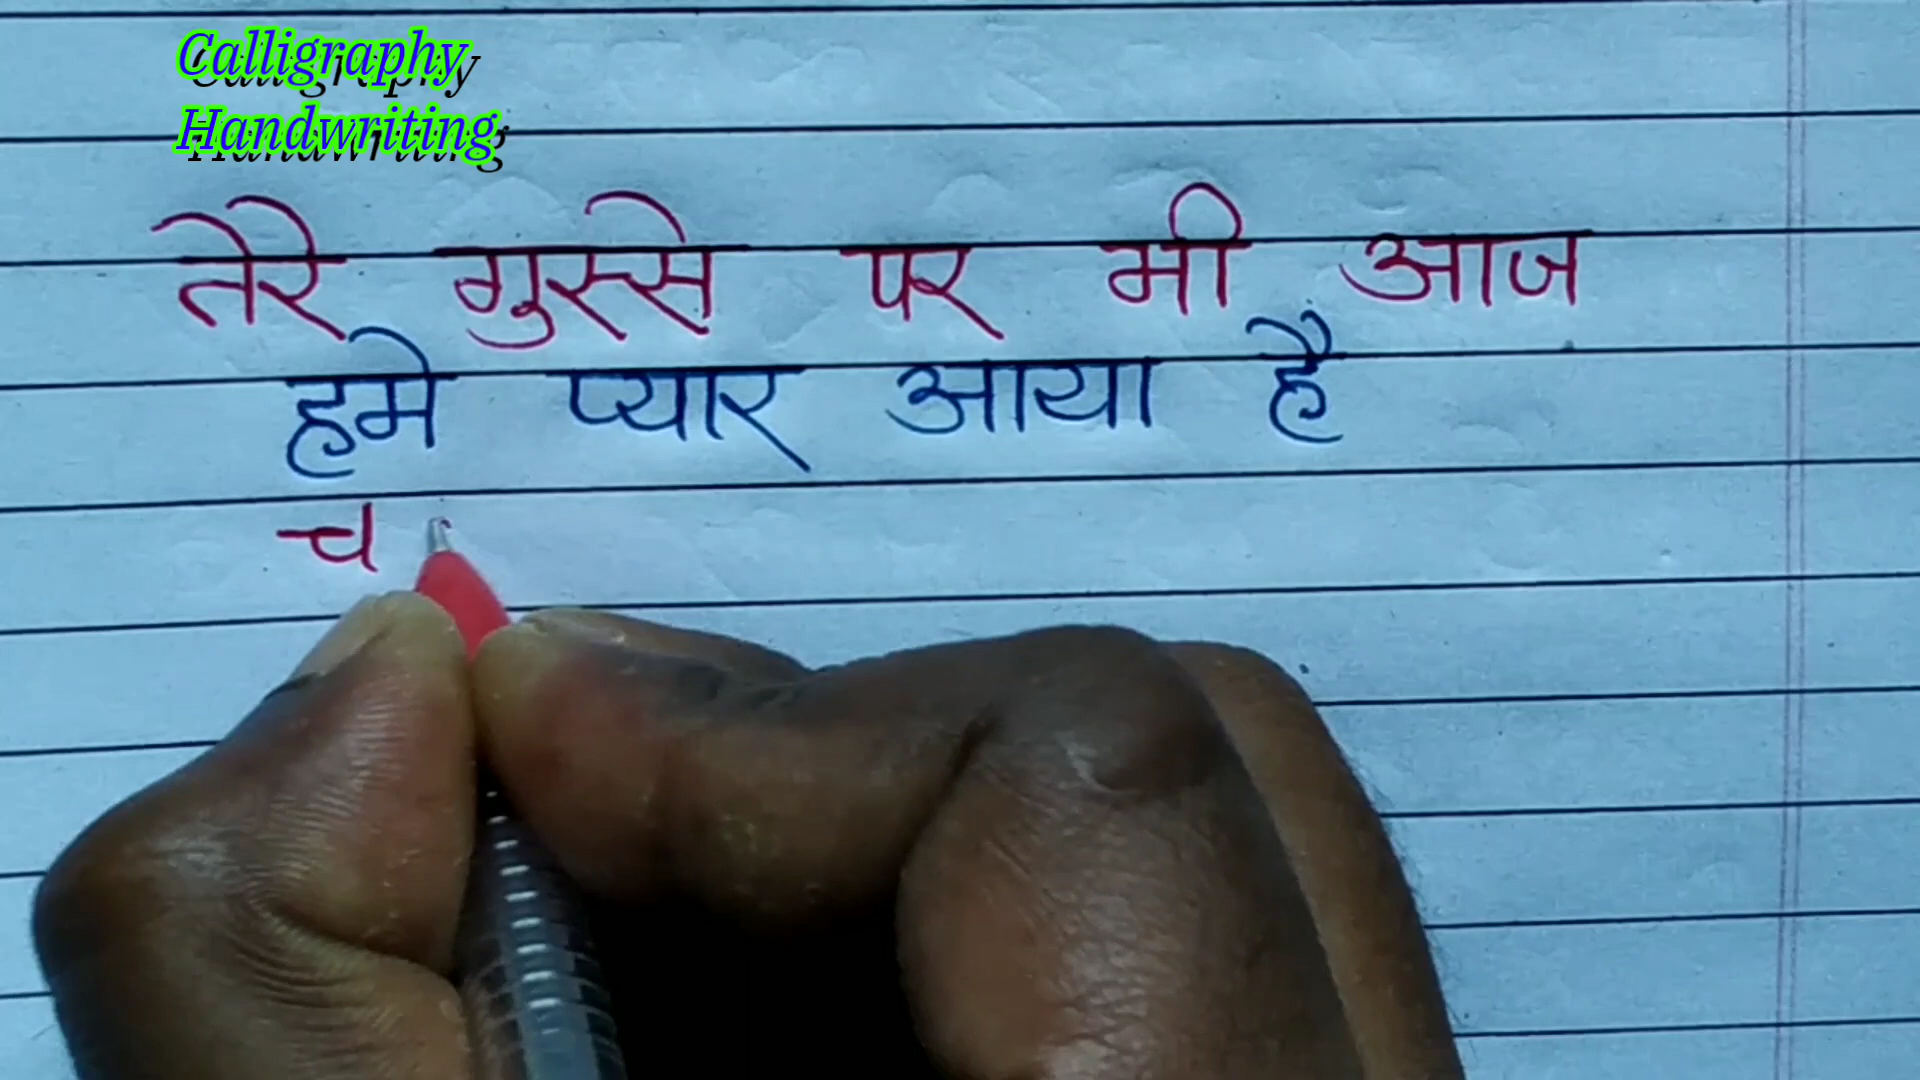 Calligraphy
Handwriting
तेरे गुस्से पर मी आज
हमे प्यार आया है
च